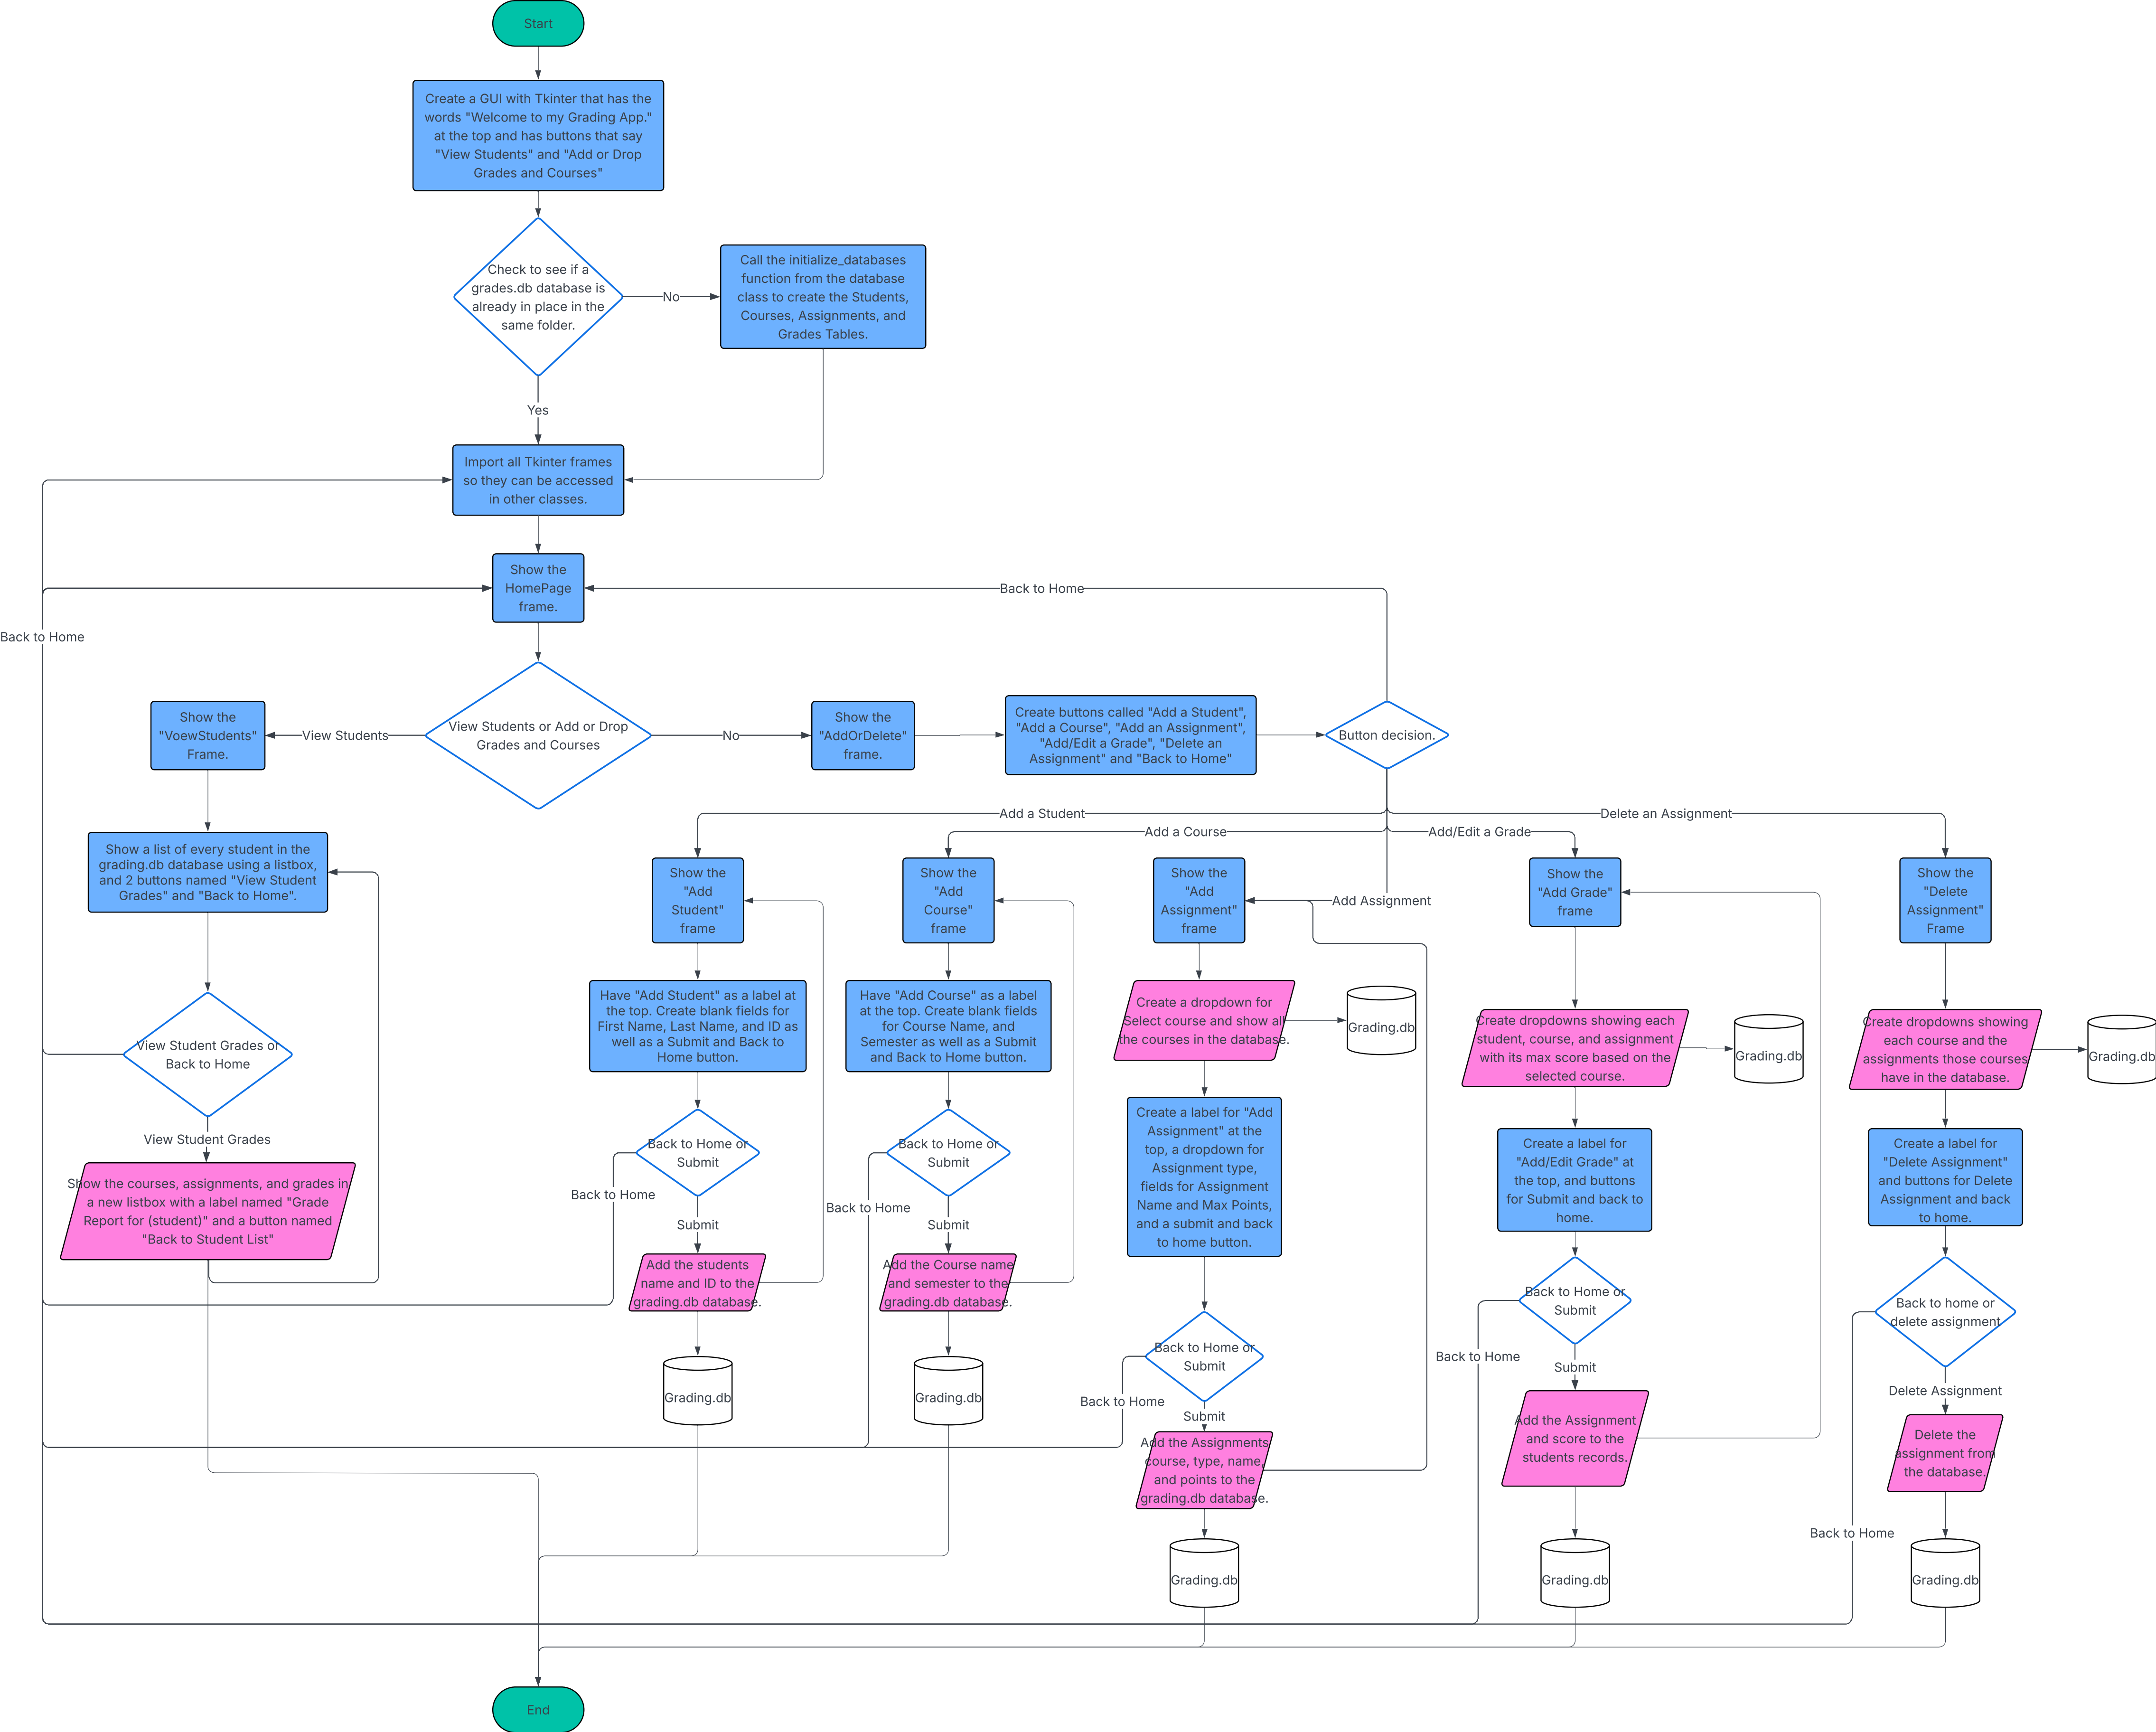 Start
Create a GUI with Tkinter that has the
words "Welcome to my Grading App."
at the top and has buttons that say
"View Students" and "Add or Drop
Grades and Courses"
Check to see if a
grades.db database is
already in place in the
same folder.
No
Call the initialize_databases
function from the database
class to create the Students,
Courses, Assignments, and
Grades Tables.
Yes
Import all Tkinter frames
so they can be accessed
in other classes.
Show the
HomePage
frame.
Back to Home
Back to Home
Show the
"VoewStudents"
Frame.
View Students
View Students or Add or Drop
Grades and Courses
No
Show the
"AddOrDelete"
frame.
Create buttons called "Add a Student",
"Add a Course", "Add an Assignment",
"Add/Edit a Grade", "Delete an
Assignment" and "Back to Home"
Button decision.
Add a Student
Delete an Assignment
Add a Course
Add/Edit a Grade
Add Assignment
Show a list of every student in the
grading.db database using a listbox,
and 2 buttons named "View Student
Grades" and "Back to Home".
View Student Grades or
Back to Home
View Student Grades
Show the courses, assignments, and grades in
a new listbox with a label named "Grade
Report for (student)" and a button named
"Back to Student List"
Show the
"Add
Student"
frame
Have "Add Student" as a label at
the top. Create blank fields for
First Name, Last Name, and ID as
well as a Submit and Back to
Home button.
Back to Home or
Submit
Back to Home
Submit
Add the students
name and ID to the
grading.db database.
Grading.db
Show the
"Add
Course"
frame
Have "Add Course" as a label
at the top. Create blank fields
for Course Name, and
Semester as well as a Submit
and Back to Home button.
Back to Home or
Submit
Back to Home
Submit
Add the Course name
and semester to the
grading.db database.
Grading.db
Show the
"Add
Assignment"
frame
Create a dropdown for
Select course and show all
the courses in the database.
Grading.db
Create a label for "Add
Assignment" at the
top, a dropdown for
Assignment type,
fields for Assignment
Name and Max Points,
and a submit and back
to home button.
Back to Home or
Submit
Back to Home
Submit
Add the Assignments
course, type, name,
and points to the
grading.db database.
Grading.db
Show the
"Add Grade"
frame
Create dropdowns showing each
student, course, and assignment
with its max score based on the
selected course.
Grading.db
Create a label for
"Add/Edit Grade" at
the top, and buttons
for Submit and back to
home.
Back to Home or
Submit
Back to Home
Submit
Add the Assignment
and score to the
students records.
Grading.db
Show the
"Delete
Assignment"
Frame
Create dropdowns showing
each course and the
assignments those courses
have in the database.
Grading.db
Create a label for
"Delete Assignment"
and buttons for Delete
Assignment and back
to home.
Back to home or
delete assignment
Delete Assignment
Back to Home
Delete the
assignment from
the database.
Grading.db
End